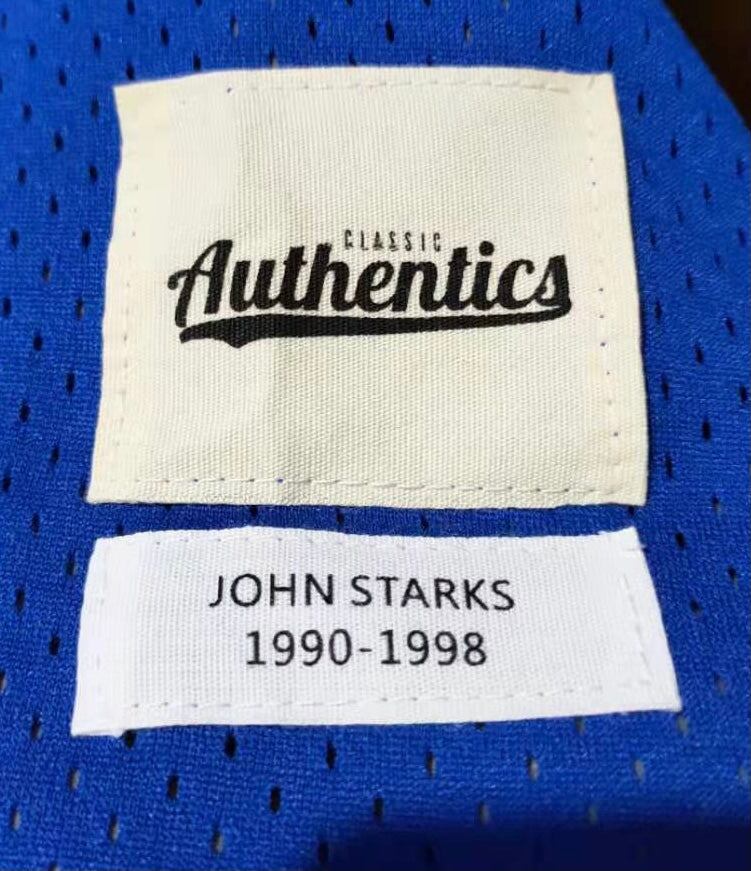 CLASSIC
Authentics
JOHN STARKS
1990-1998